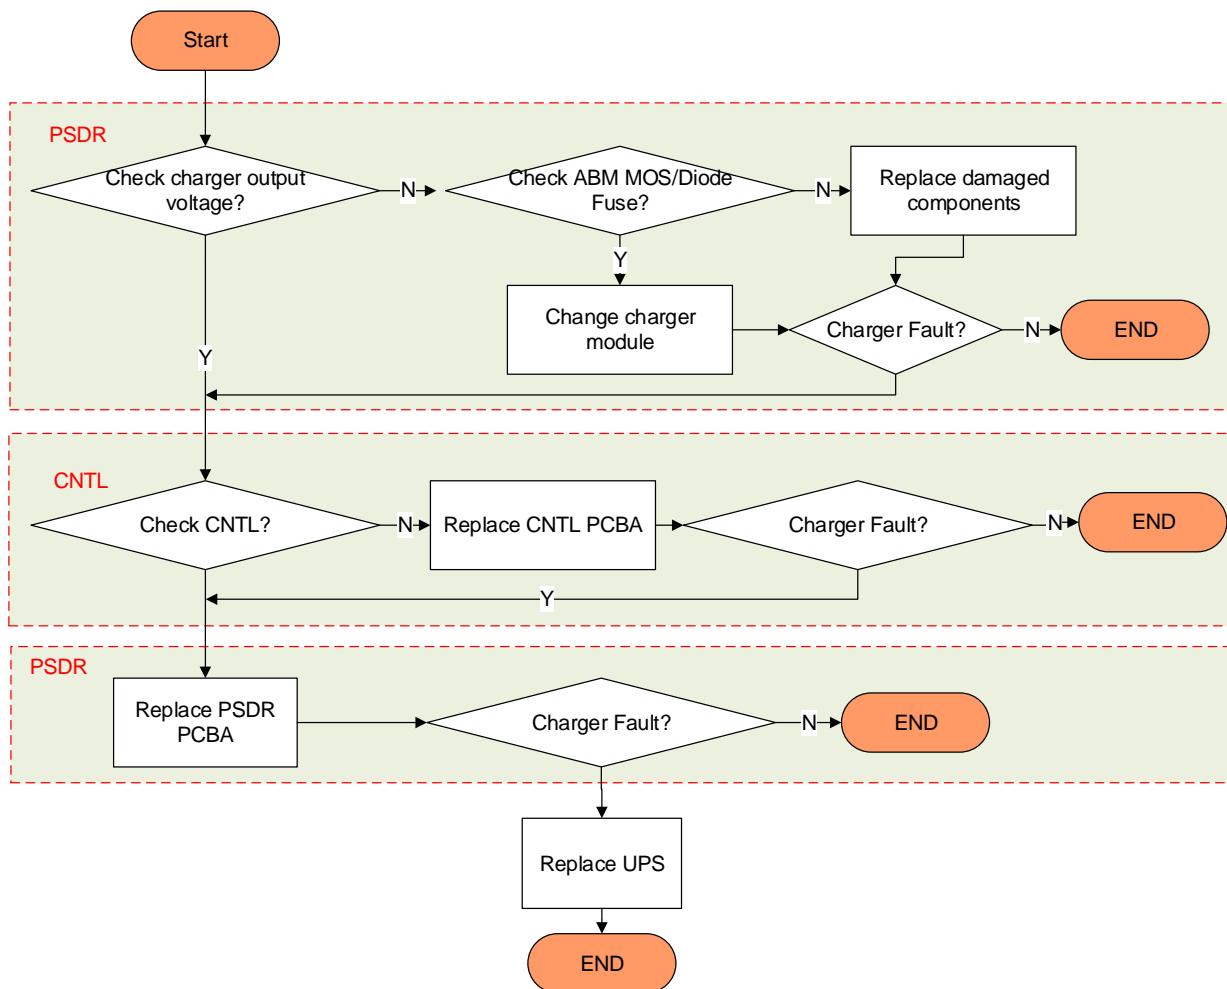 Start
PSDR
Check charger output
voltage?
N
Check ABM MOS/Diode
Fuse?
N
Replace damaged
components
Y
Change charger
module
Charger Fault?
N
END
Y
CNTL
Check CNTL?
N
Replace CNTL PCBA
Charger Fault?
N
END
Y
PSDR
Replace PSDR
PCBA
Charger Fault?
N
END
Replace UPS
END